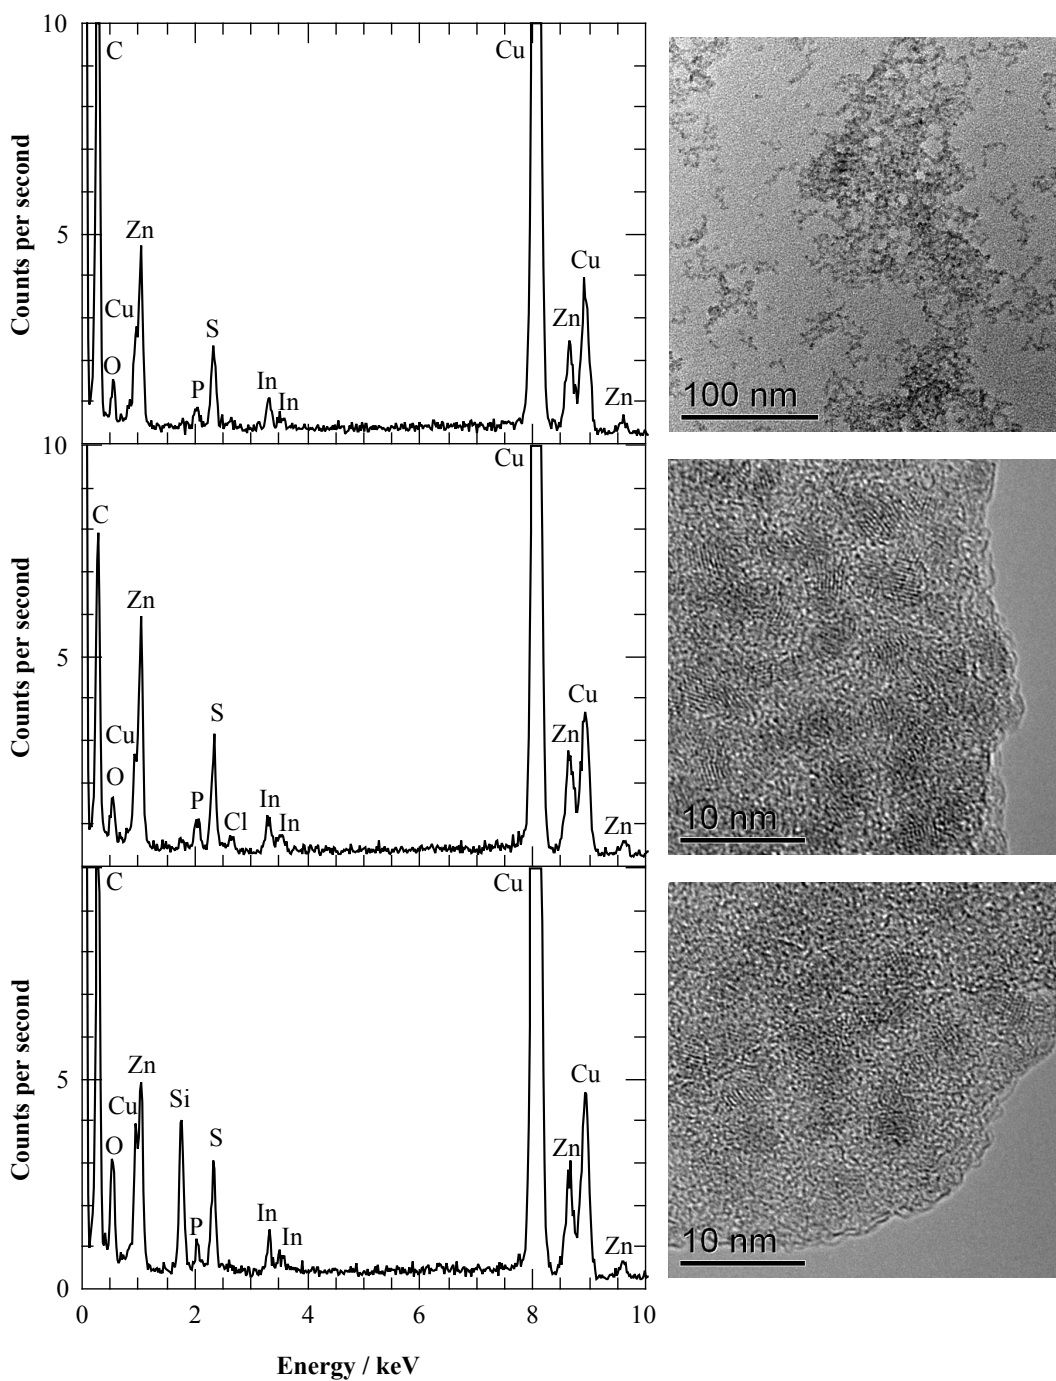 10
C
Cu
Counts per second
Zn
5
Cu
Cu
O
S
Zn
P
In
In
Zn
100 nm
10
Cu
C
Counts per second
Zn
5
S
Cu
Cu
Zn
O
P
Cl
In
In
Zn
10 nm
C
Cu
Counts per second
Zn
5
Si
Cu
Cu
O
S
Zn
P
In
In
Zn
10 nm
0
0 2 4 6 8 10
Energy / keV